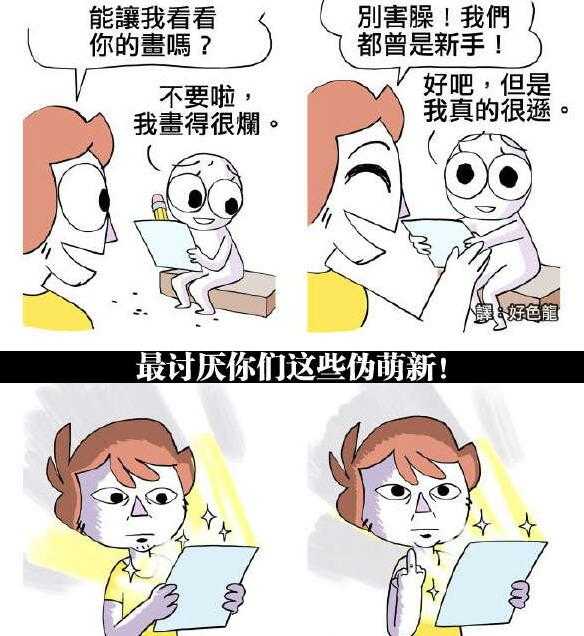 能讓我看看
你的畫嗎？
不要啦，
我畫得很爛。
別害臊！我們
都曾是新手！
好吧，但是
我真的很遜。
譯：好色龍
最讨厌你们这些伪萌新！